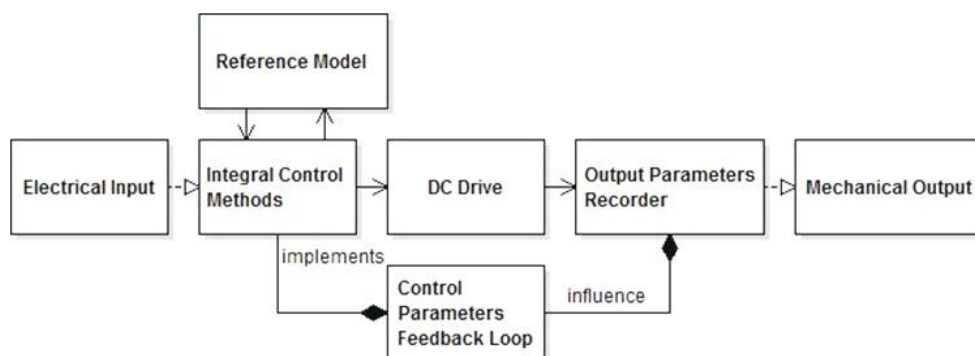 Reference Model
Electrical Input
Integral Control
Methods
DC Drive
Output Parameters
Recorder
Mechanical Output
implements
Control
Parameters
Feedback Loop
influence